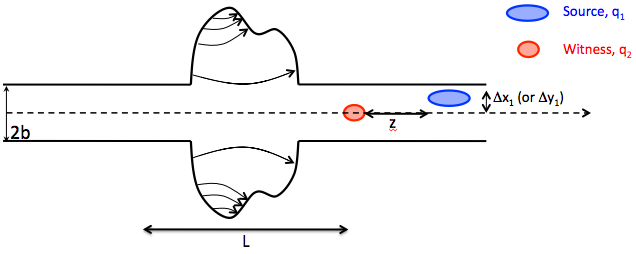 Source, q1
Witness, q2
Δx1 (or Δy1)
2b
z
L